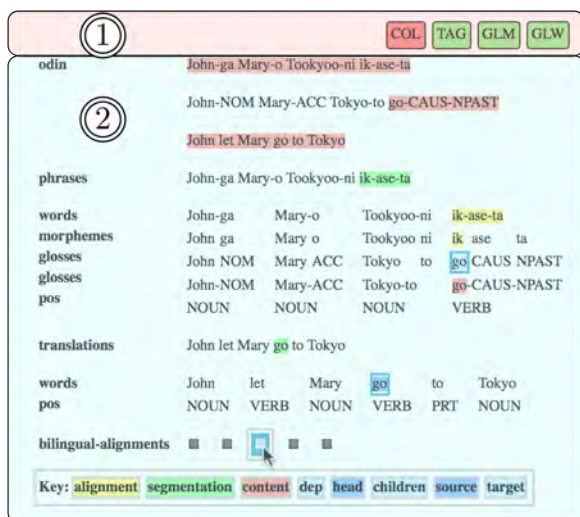 1 COL TAG GLM GLW
odin John-ga Mary-o Tookyoo-ni ik-ase-ta
2 John-NOM Mary-ACC Tokyo-to go-CAUS-NPAST
John let Mary go to Tokyo
phrases John-ga Mary-o Tookyoo-ni ik-ase-ta
words John-ga Mary-o Tookyoo-ni ik-ase-ta
morphemes John ga Mary o Tookyoo ni ik ase ta
glosses John NOM Mary ACC Tokyo to go CAUS NPAST
glosses John-NOM Mary-ACC Tokyo-to go-CAUS-NPAST
pos NOUN NOUN NOUN VERB
translations John let Mary go to Tokyo
words John let Mary go to Tokyo
pos NOUN VERB NOUN VERB PRT NOUN
bilingual-alignments
Key: alignment segmentation content dep head children source target